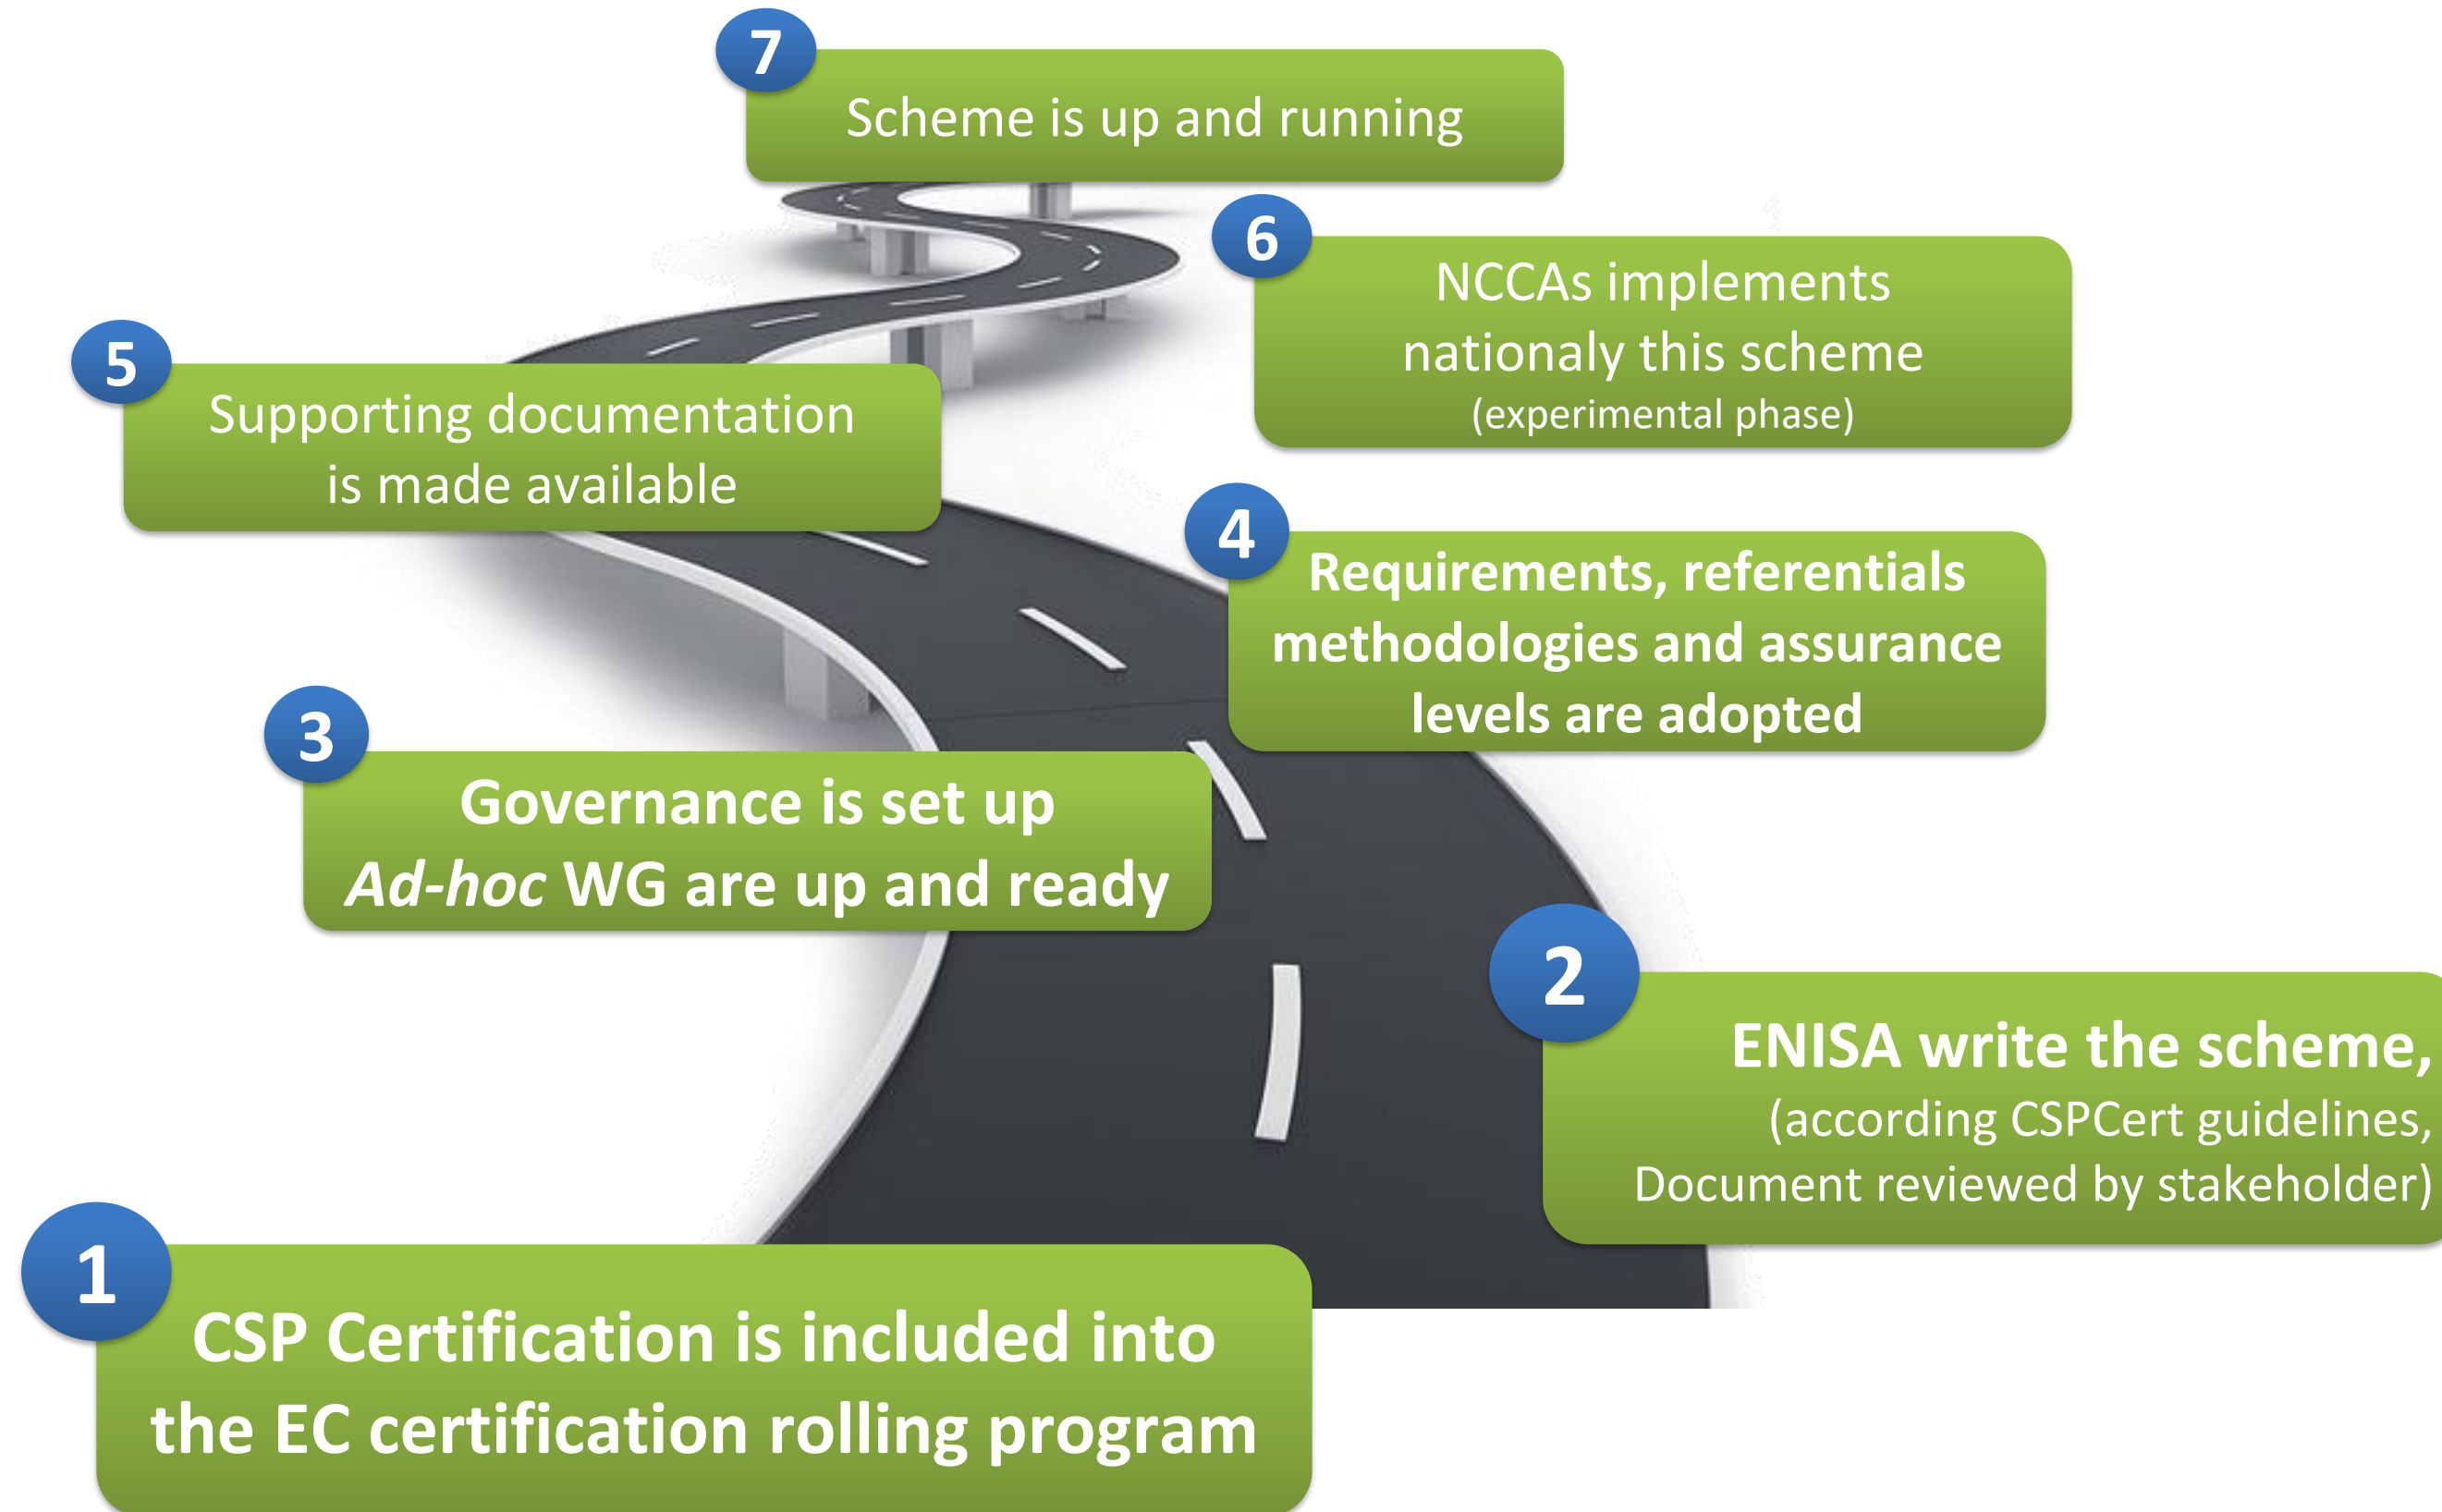 7
Scheme is up and running
6
NCCAs implements
nationaly this scheme
(experimental phase)
5
Supporting documentation
is made available
4
Requirements, referentials
methodologies and assurance
levels are adopted
3
Governance is set up
Ad-hoc WG are up and ready
2
ENISA write the scheme,
(according CSPCert guidelines,
Document reviewed by stakeholder)
1
CSP Certification is included into
the EC certification rolling program